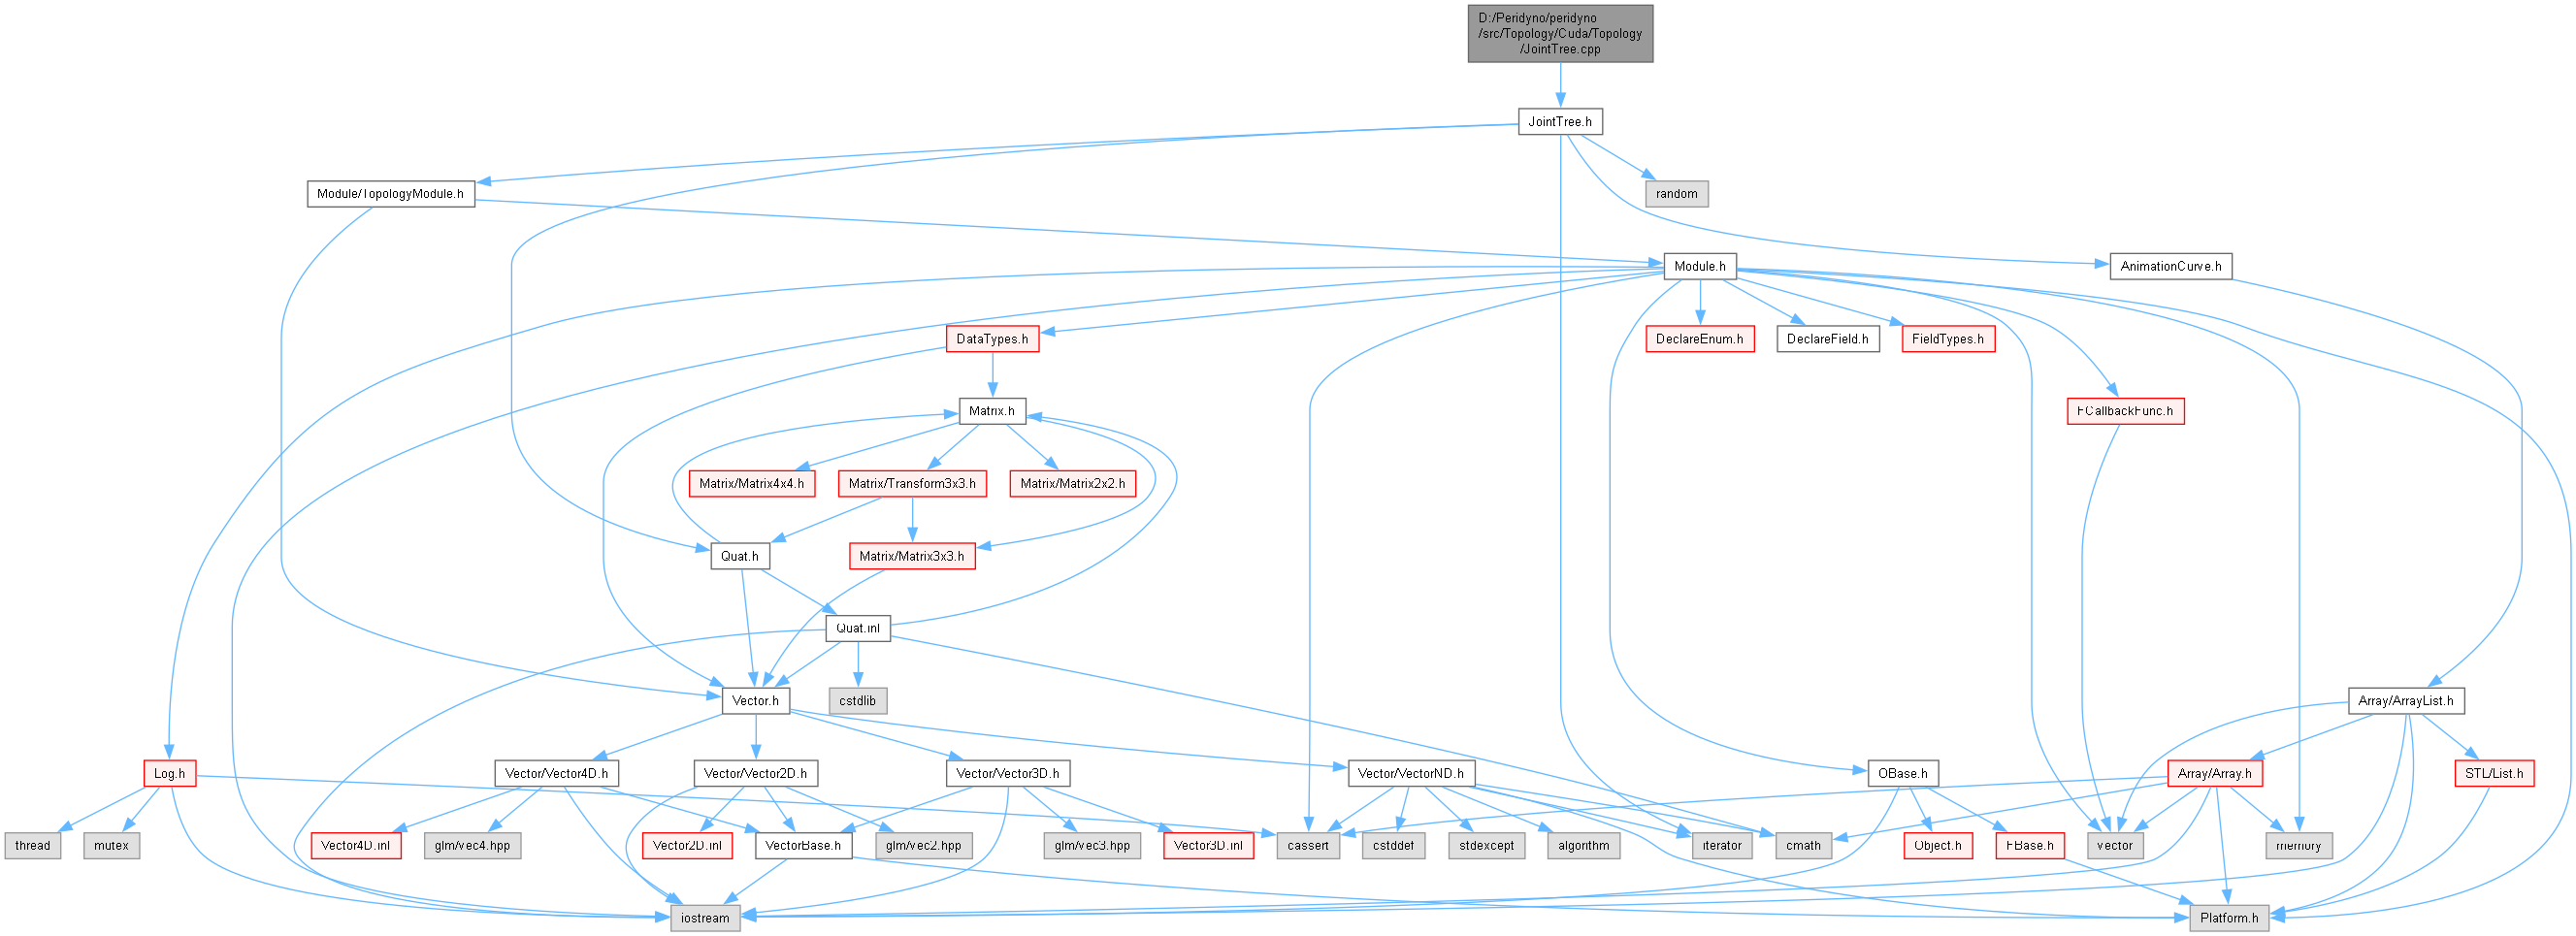 D:/Peridyno/peridyno
/src/Topology/Cuda/Topology
/JointTree.cpp
JointTree.h
Module/TopologyModule.h
random
Module.h
AnimationCurve.h
DataTypes.h
DeclareEnum.h
DeclareField.h
FieldTypes.h
Matrix.h
FCallbackFunc.h
Matrix/Matrix4x4.h
Matrix/Transform3x3.h
Matrix/Matrix2x2.h
Quat.h
Matrix/Matrix3x3.h
Quat.inl
Vector.h
cstdlib
Array/ArrayList.h
Log.h
Vector/Vector4D.h
Vector/Vector2D.h
Vector/Vector3D.h
Vector/VectorND.h
OBase.h
Array/Array.h
STL/List.h
thread
mutex
Vector4D.inl
glm/vec4.hpp
Vector2D.inl
VectorBase.h
glm/vec2.hpp
glm/vec3.hpp
Vector3D.inl
cassert
cstddef
stdexcept
algorithm
iterator
cmath
Object.h
FBase.h
vector
memory
iostream
Platform.h